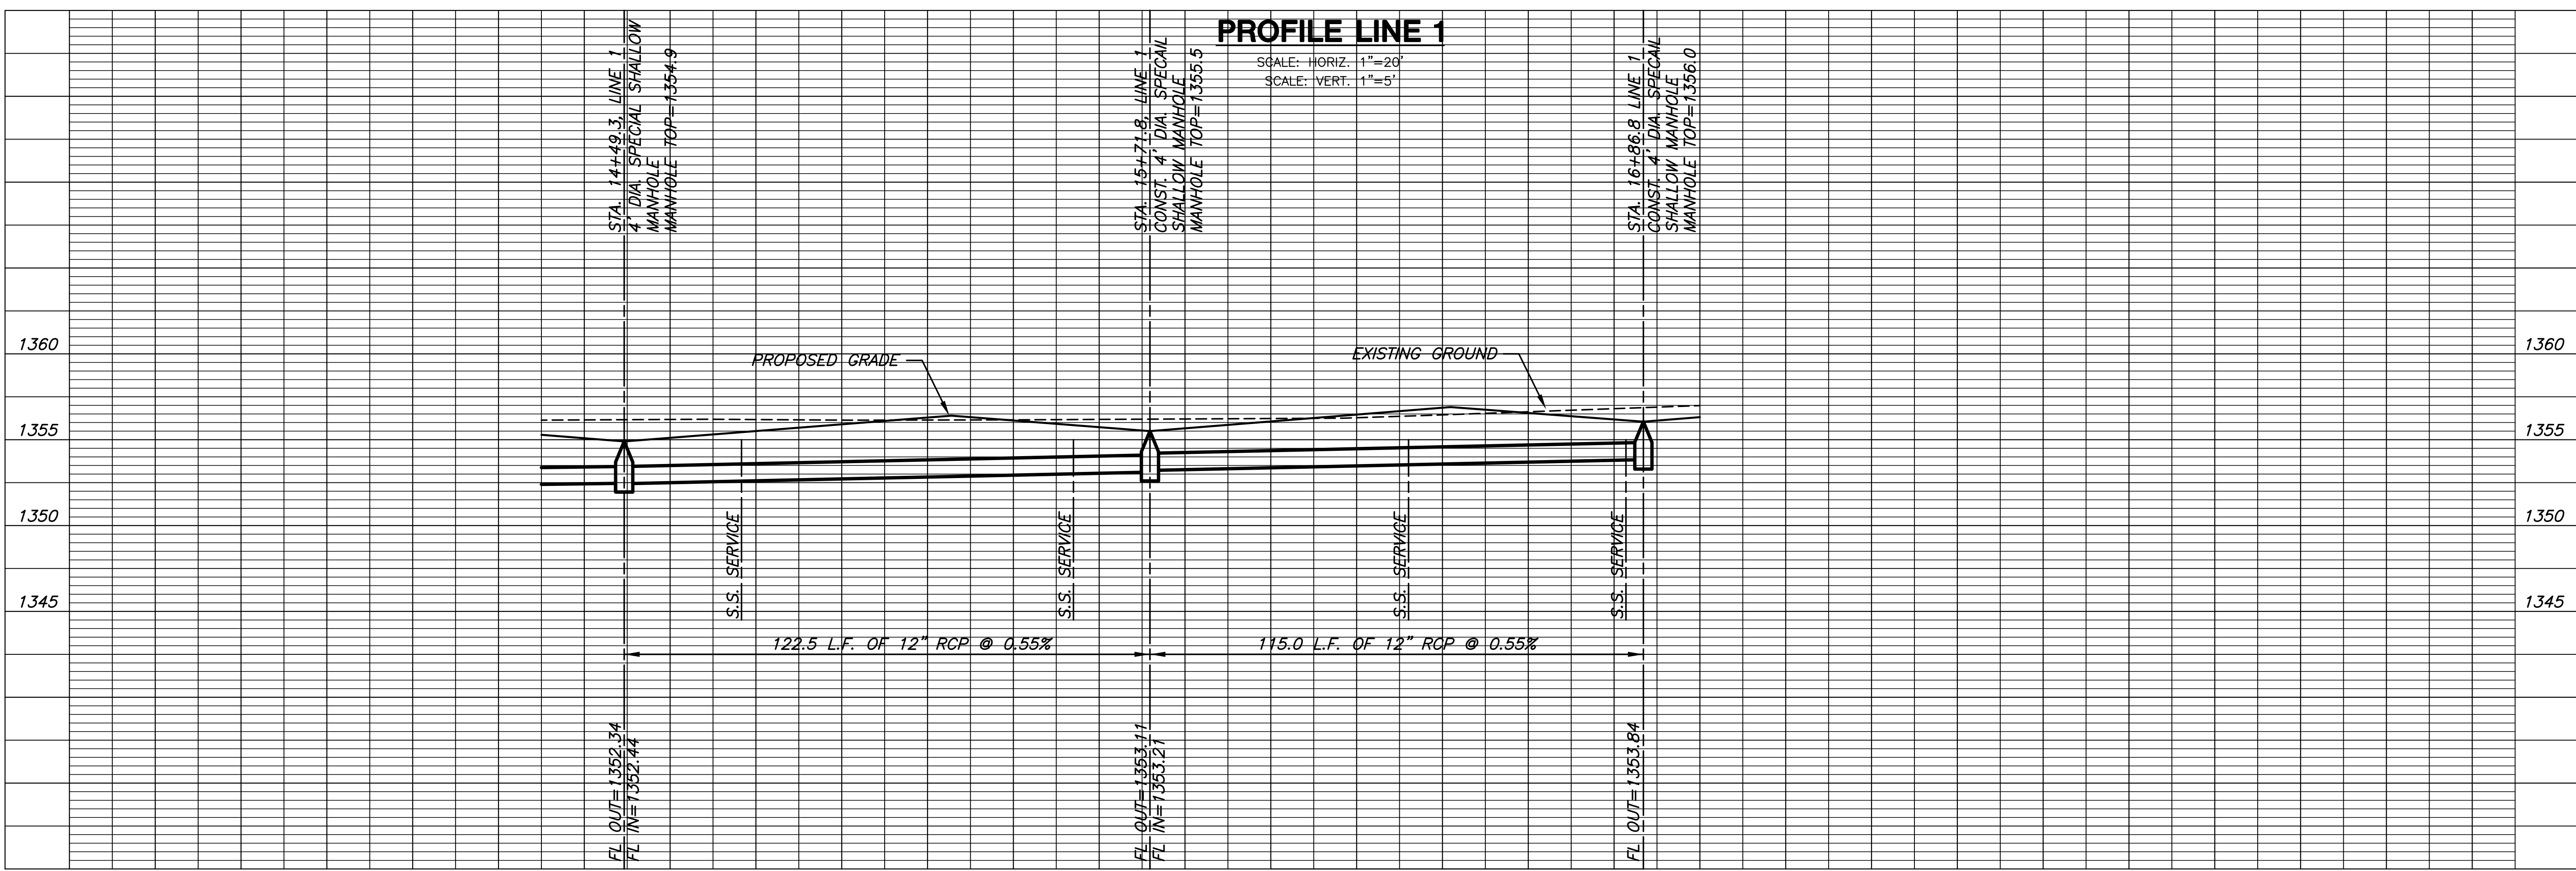 PROFILE LINE 1
SCALE: HORIZ. 1"=20'
SCALE: VERT. 1"=5'
STA. 14+49.3, LINE 1
4' DIA. SPECIAL SHALLOW
MANHOLE
MANHOLE TOP=1354.9
STA. 15+71.8, LINE 1
CONST. 4' DIA. SPECAIL
SHALLOW MANHOLE
MANHOLE TOP=1355.5
STA. 16+86.8 LINE 1
CONST. 4' DIA. SPECAIL
SHALLOW MANHOLE
MANHOLE TOP=1356.0
1360
1360
PROPOSED GRADE
EXISTING GROUND
1355
1355
1350
1350
S.S. SERVICE
S.S. SERVICE
S.S. SERVICE
S.S. SERVICE
1345
1345
122.5 L.F. OF 12" RCP @ 0.55%
115.0 L.F. OF 12" RCP @ 0.55%
FL OUT=1352.34
FL IN=1352.44
FL OUT=1353.11
FL IN=1353.21
FL OUT=1353.84